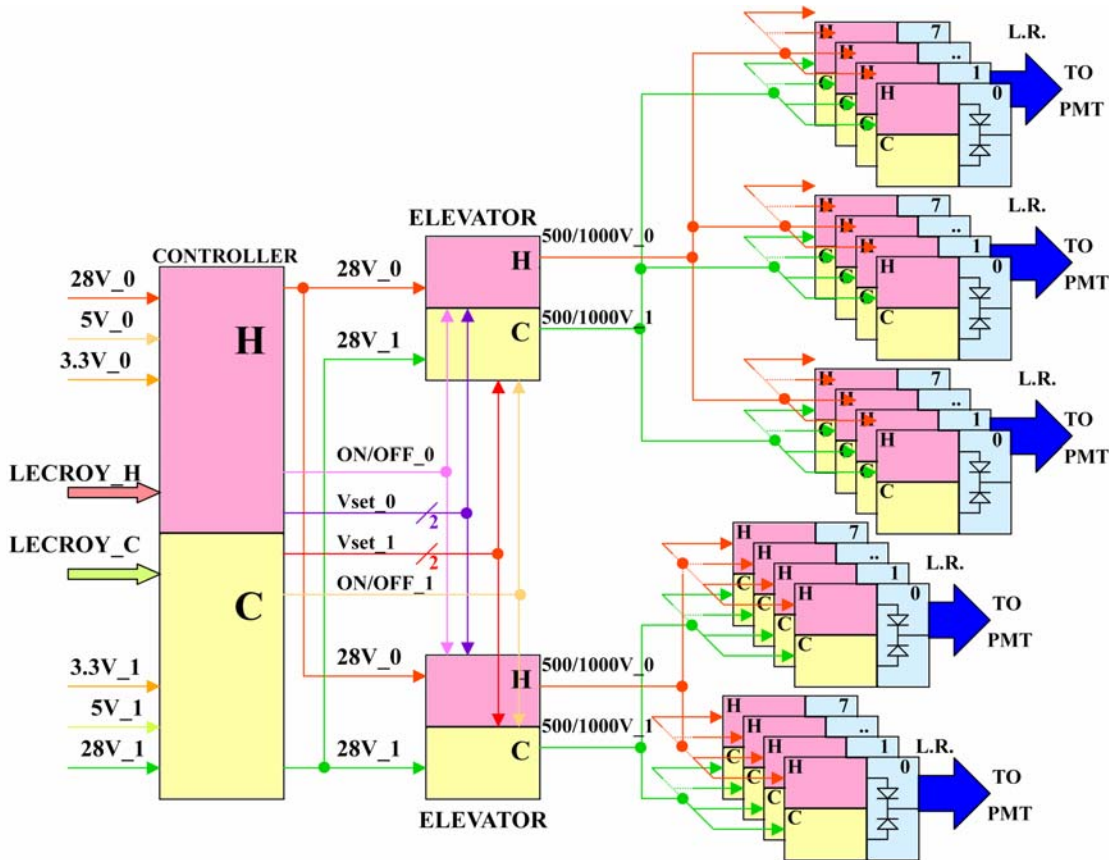 H
7
L.R.
H
..
H
1
TO
H
0
PMT
C
C
C
C
ELEVATOR
500/1000V_0
H
500/1000V_1
C
H
7
L.R.
H
..
H
1
TO
H
0
PMT
C
C
C
C
CONTROLLER
28V_0
5V_0
3.3V_0
H
28V_0
28V_1
H
7
L.R.
H
..
H
1
TO
H
0
PMT
C
C
C
C
LECROY_H
LECROY_C
C
ON/OFF_0
Vset_0
2
Vset_1
2
ON/OFF_1
H
7
H
..
L.R.
H
1
H
0
TO
PMT
C
C
C
C
3.3V_1
5V_1
28V_1
28V_0
28V_1
500/1000V_0
H
500/1000V_1
C
ELEVATOR
H
7
H
..
L.R.
H
1
H
0
TO
PMT
C
C
C
C